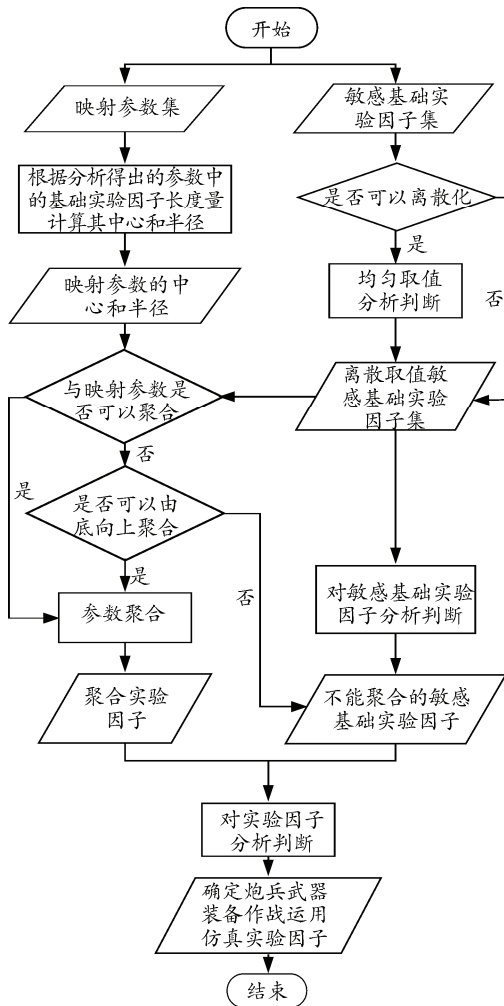 开始
映射参数集
敏感基础实
验因子集
根据分析得出的参数中
的基础实验因子长度量
计算其中心和半径
是否可以离散化
是
否
映射参数的中
心和半径
均匀取值
分析判断
与映射参数是
否可以聚合
离散取值敏
感基础实验
因子集
否
是
是否可以由
底向上聚合
是
否
参数聚合
对敏感基础实验
因子分析判断
聚合实验
因子
不能聚合的敏感
基础实验因子
对实验因子
分析判断
确定炮兵武器
装备作战运用
仿真实验因子
结束